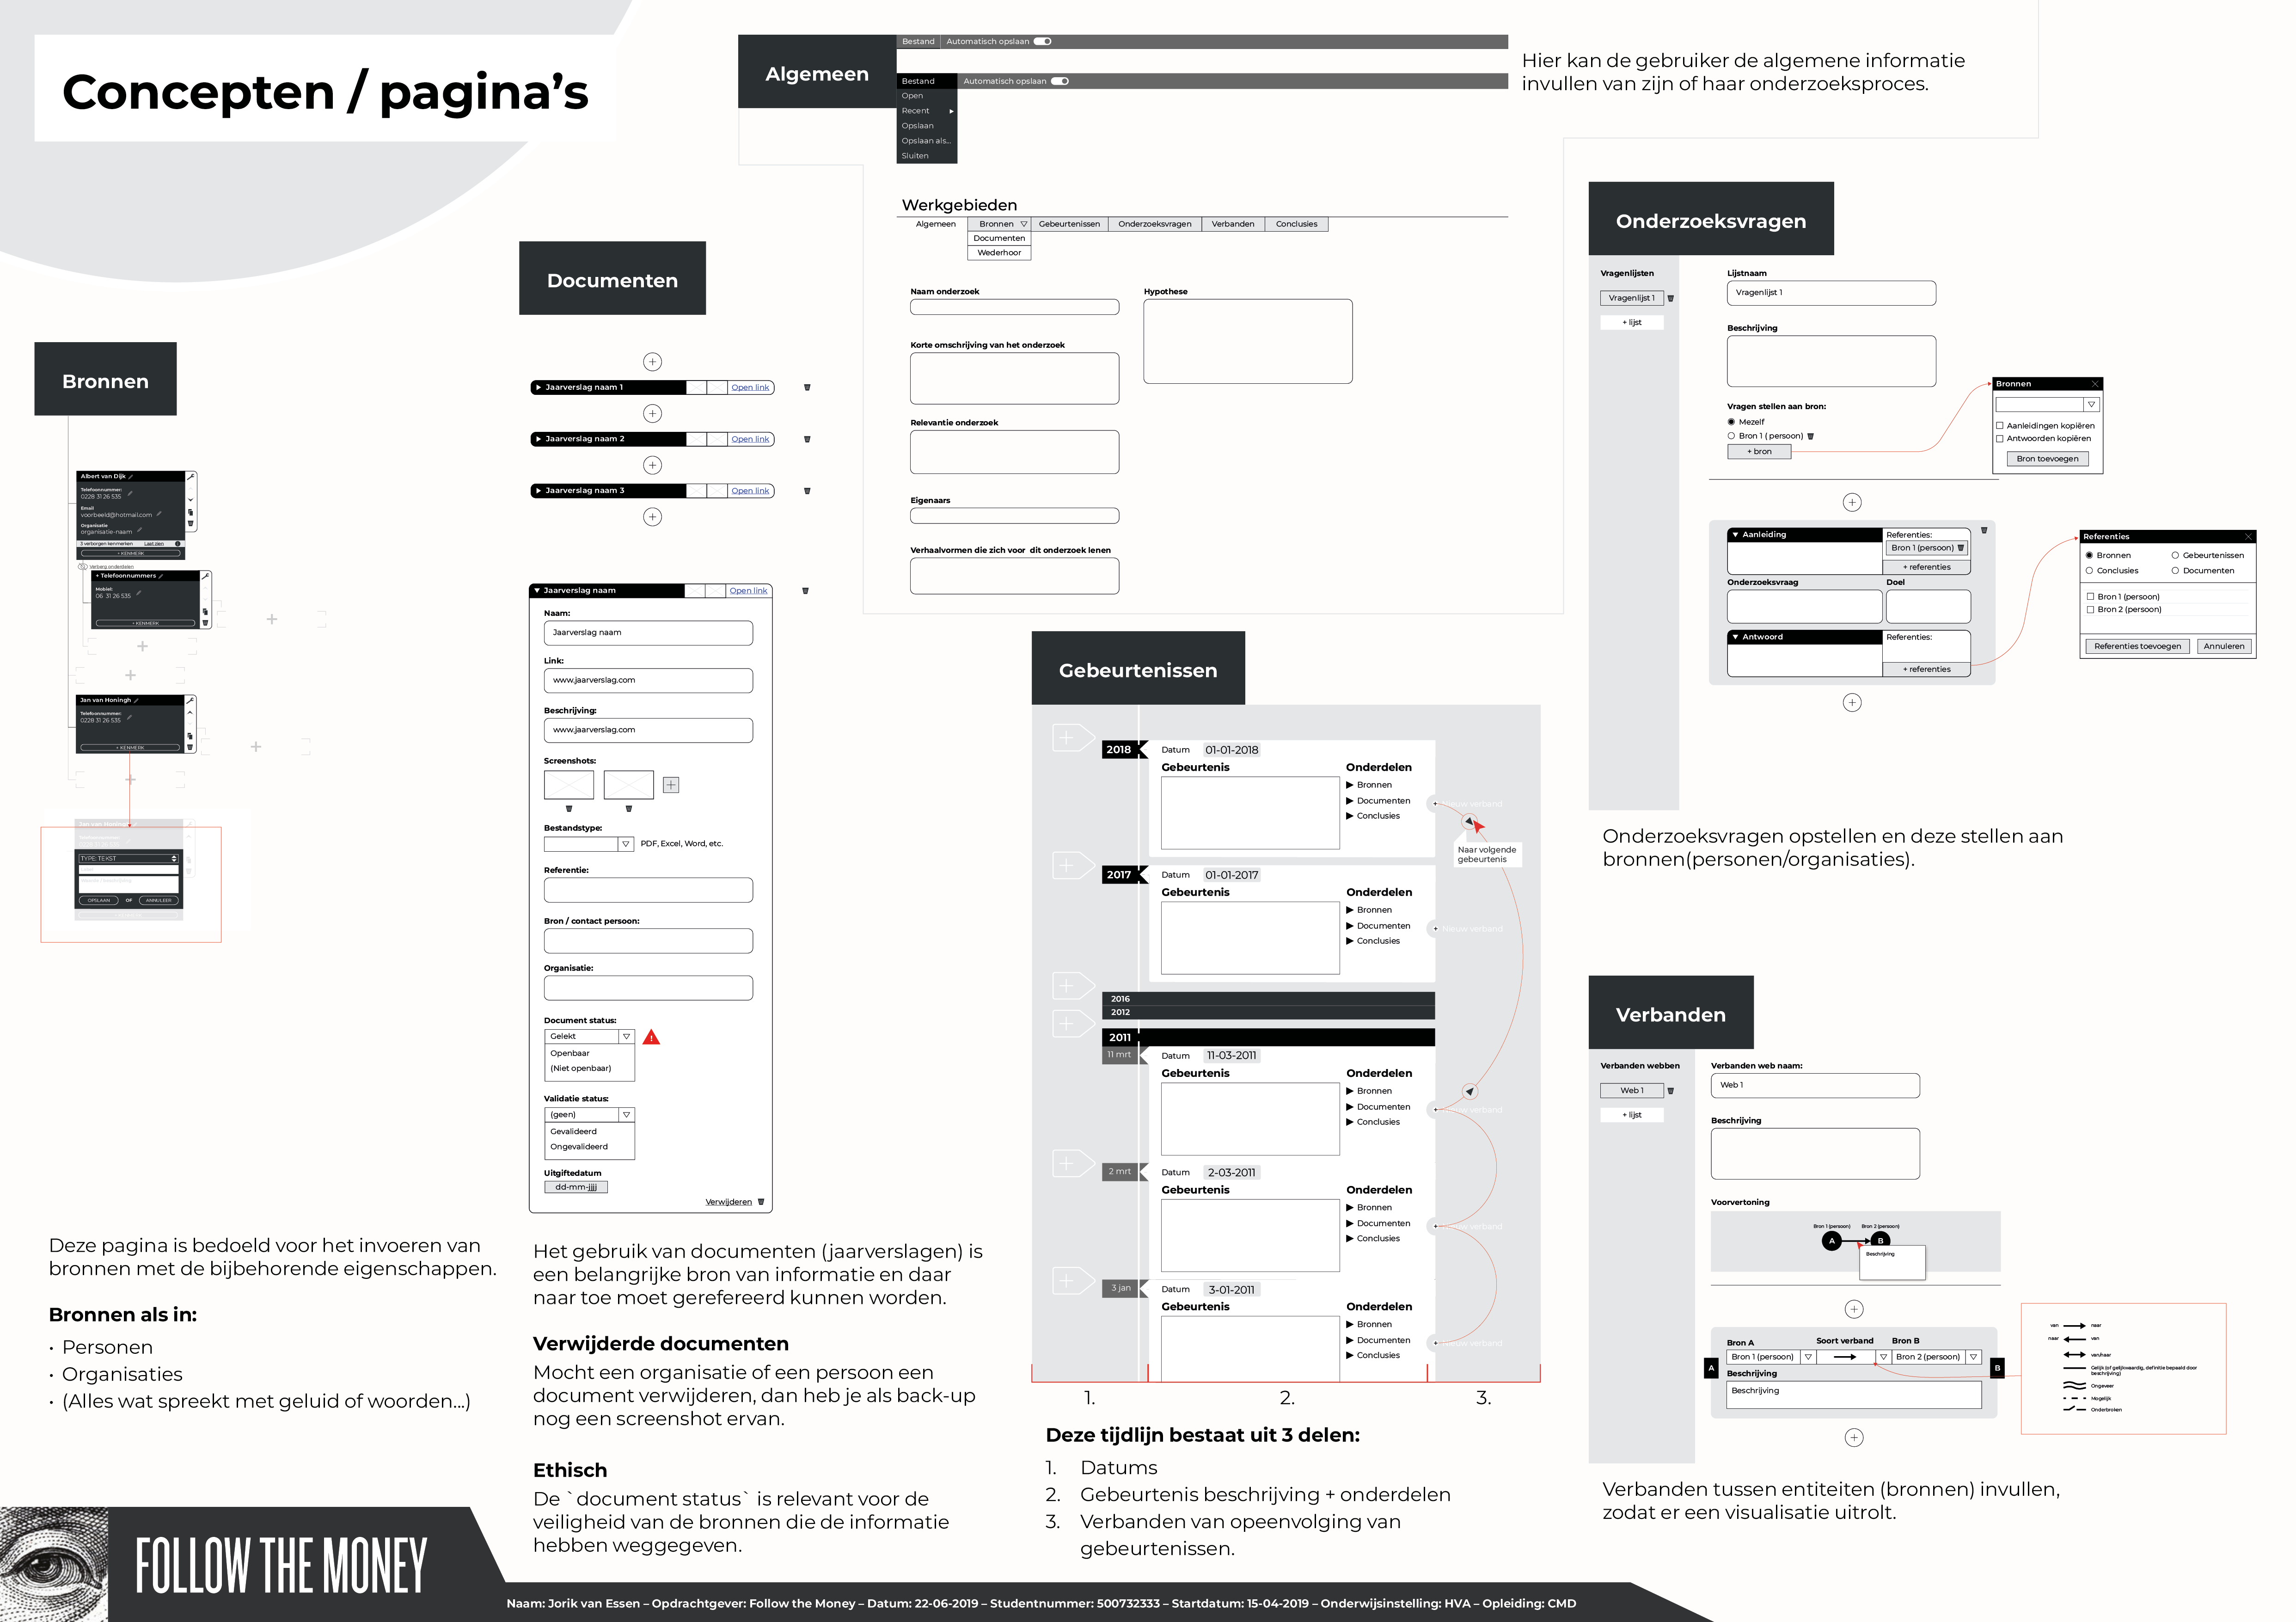 Concepten / pagina's
Algemeen
Bestand
Automatisch opslaan
Bestand
Automatisch opslaan
Open
Recent
Opslaan
Opslaan als...
Sluiten
Hier kan de gebruiker de algemene informatie
invullen van zijn of haar onderzoeksproces.
Werkgebieden
Algemeen
Bronnen
Gebeurtenissen
Onderzoeksvragen
Verbanden
Conclusies
Documenten
Wederhoor
Naam onderzoek
Hypothese
Korte omschrijving van het onderzoek
Relevantie onderzoek
Eigenaars
Verhaalvormen die zich voor dit onderzoek lenen
Bronnen
Albert van Dijk
Telefoonnummer:
0228 31 26 535
Email
voorbeeld@hotmail.com
Organisatie
organisatie-naam
3 verborgen kenmerken
Laat zien
+ KENMERK
Verberg onderdelen
+ Telefoonnummers
Mobiel:
06 31 26 535
+ KENMERK
Jan van Honingh
Telefoonnummer:
0228 31 26 535
+ KENMERK
TYPE: TEKST
OPSLAAN
OF
ANNULEER
Deze pagina is bedoeld voor het invoeren van
bronnen met de bijbehorende eigenschappen.
Bronnen als in:
• Personen
• Organisaties
• (Alles wat spreekt met geluid of woorden...)
Documenten
Jaarverslag naam 1
Open link
Jaarverslag naam 2
Open link
Jaarverslag naam 3
Open link
Jaarverslag naam
Open link
Naam:
Jaarverslag naam
Link:
www.jaarverslag.com
Beschrijving:
www.jaarverslag.com
Screenshots:
Bestandstype:
PDF, Excel, Word, etc.
Referentie:
Bron / contact persoon:
Organisatie:
Document status:
Gelekt
Openbaar
(Niet openbaar)
Validatie status:
(geen)
Gevalideerd
Ongevalideerd
Uitgiftedatum
dd-mm-jjjj
Verwijderen
Het gebruik van documenten (jaarverslagen) is
een belangrijke bron van informatie en daar
naar toe moet gerefereerd kunnen worden.
Verwijderde documenten
Mocht een organisatie of een persoon een
document verwijderen, dan heb je als back-up
nog een screenshot ervan.
Ethisch
De `document status` is relevant voor de
veiligheid van de bronnen die de informatie
hebben weggegeven.
Gebeurtenissen
2018
Datum 01-01-2018
Gebeurtenis
Onderdelen
Bronnen
Documenten
Conclusies
+ Nieuw verband
Naar volgende
gebeurtenis
2017
Datum 01-01-2017
Gebeurtenis
Onderdelen
Bronnen
Documenten
Conclusies
+ Nieuw verband
2016
2012
2011
11 mrt
Datum 11-03-2011
Gebeurtenis
Onderdelen
Bronnen
Documenten
Conclusies
+ Nieuw verband
2 mrt
Datum 2-03-2011
Gebeurtenis
Onderdelen
Bronnen
Documenten
Conclusies
+ Nieuw verband
3 jan
Datum 3-01-2011
Gebeurtenis
Onderdelen
Bronnen
Documenten
Conclusies
+ Nieuw verband
1.
2.
3.
Deze tijdlijn bestaat uit 3 delen:
1. Datums
2. Gebeurtenis beschrijving + onderdelen
3. Verbanden van opeenvolging van
gebeurtenissen.
Onderzoeksvragen
Vragenlijsten
Vragenlijst 1
+ lijst
Lijstnaam
Vragenlijst 1
Beschrijving
Vragen stellen aan bron:
Mezelf
Bron 1 ( persoon)
+ bron
Bronnen
Aanleidingen kopiëren
Antwoorden kopiëren
Bron toevoegen
Aanleiding
Referenties:
Bron 1 (persoon)
+ referenties
Onderzoeksvraag
Doel
Antwoord
Referenties:
+ referenties
Referenties
Bronnen
Gebeurtenissen
Conclusies
Documenten
Bron 1 (persoon)
Bron 2 (persoon)
Referenties toevoegen
Annuleren
Onderzoeksvragen opstellen en deze stellen aan
bronnen(personen/organisaties).
Verbanden
Verbanden webben
Web 1
+ lijst
Verbanden web naam:
Web 1
Beschrijving
Voorvertoning
Bron 1 (persoon)
Bron 2 (persoon)
A
B
Beschrijving
Bron A
Soort verband
Bron B
Bron 1 (persoon)
Bron 2 (persoon)
A
B
Beschrijving
Beschrijving
van
naar
naar
van
van/naar
Gelijk (of gelijkwaardig, definitie bepaald door
beschrijving)
Ongeveer
Mogelijk
Onderbroken
Verbanden tussen entiteiten (bronnen) invullen,
zodat er een visualisatie uitrolt.
FOLLOW THE MONEY
Naam: Jorik van Essen – Opdrachtgever: Follow the Money – Datum: 22-06-2019 – Studentnummer: 500732333 – Startdatum: 15-04-2019 – Onderwijsinstelling: HVA – Opleiding: CMD